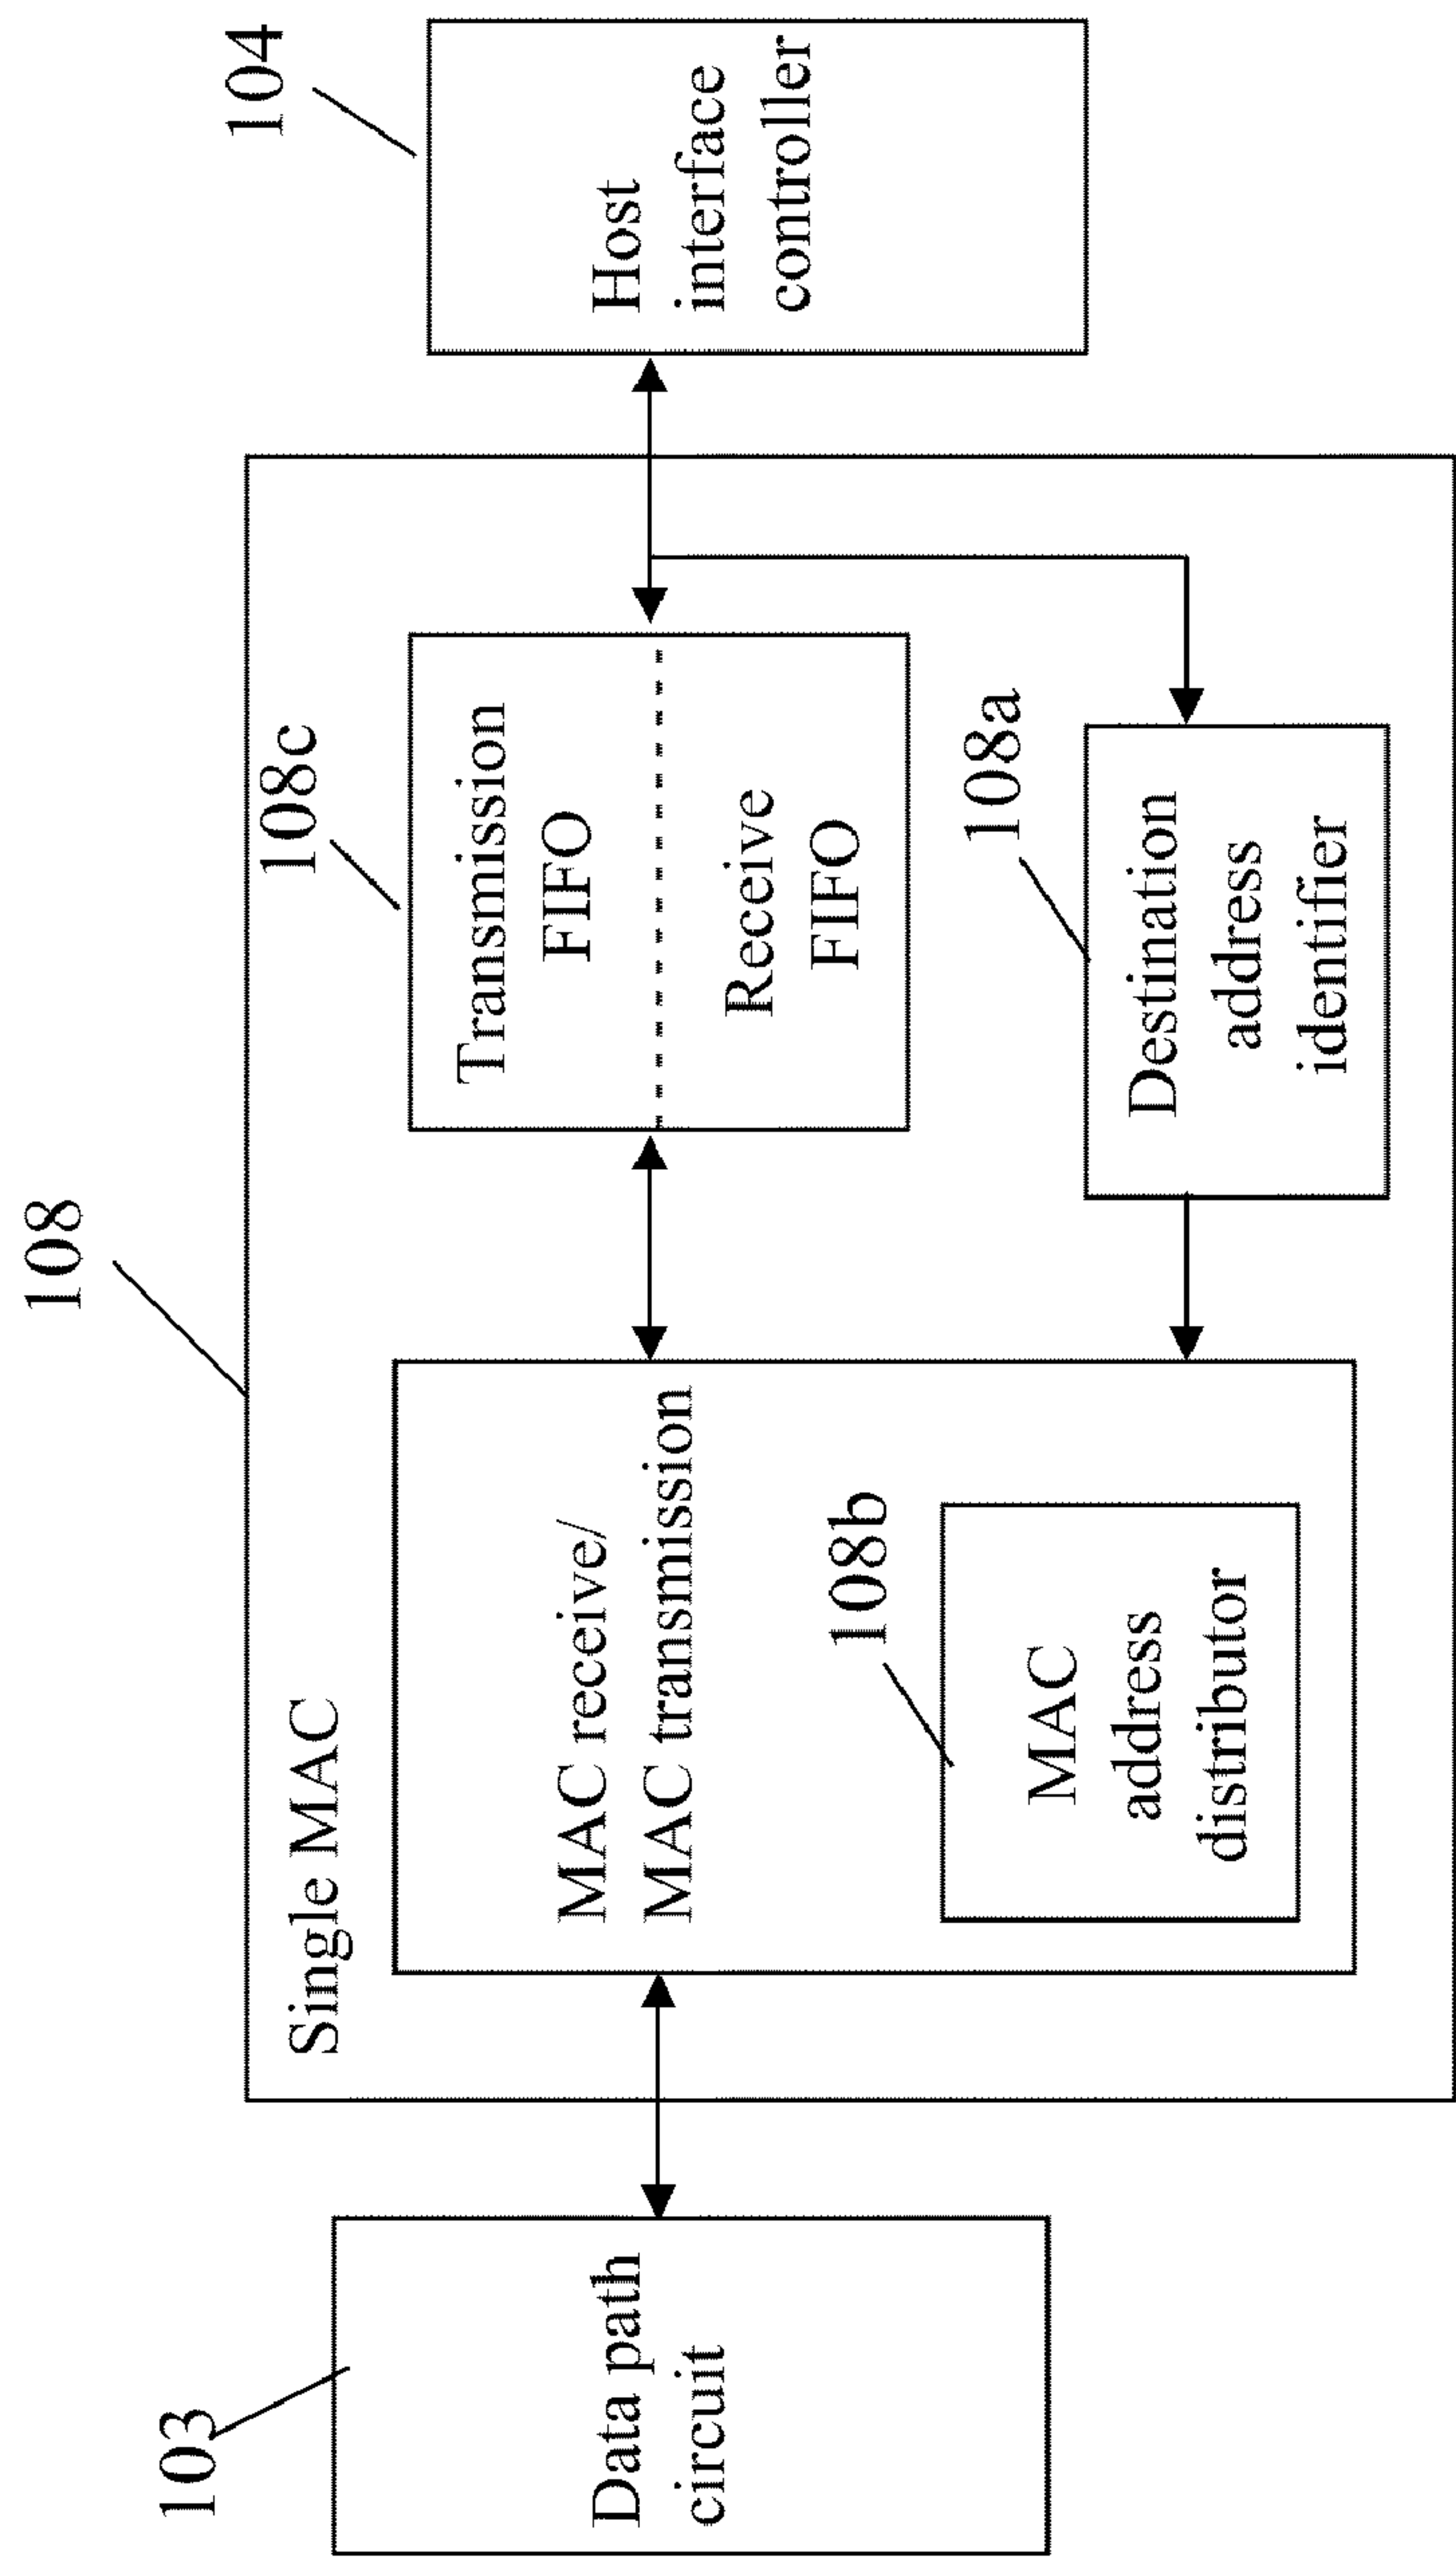 108
104
103
Single MAC
108c
Data path
circuit
MAC receive/
MAC transmission
Transmission
FIFO
Receive
FIFO
Host
interface
controller
108b
MAC
address
distributor
108a
Destination
address
identifier